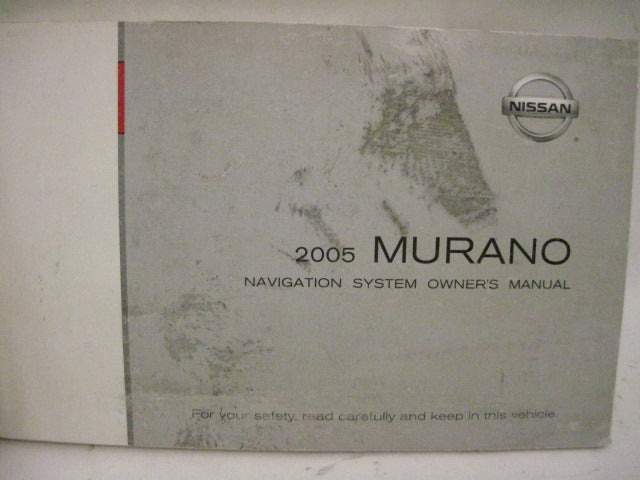 NISSAN
2005 MURANO
NAVIGATION SYSTEM OWNER'S MANUAL
For your safety, read carefully and keep in this vehicle.